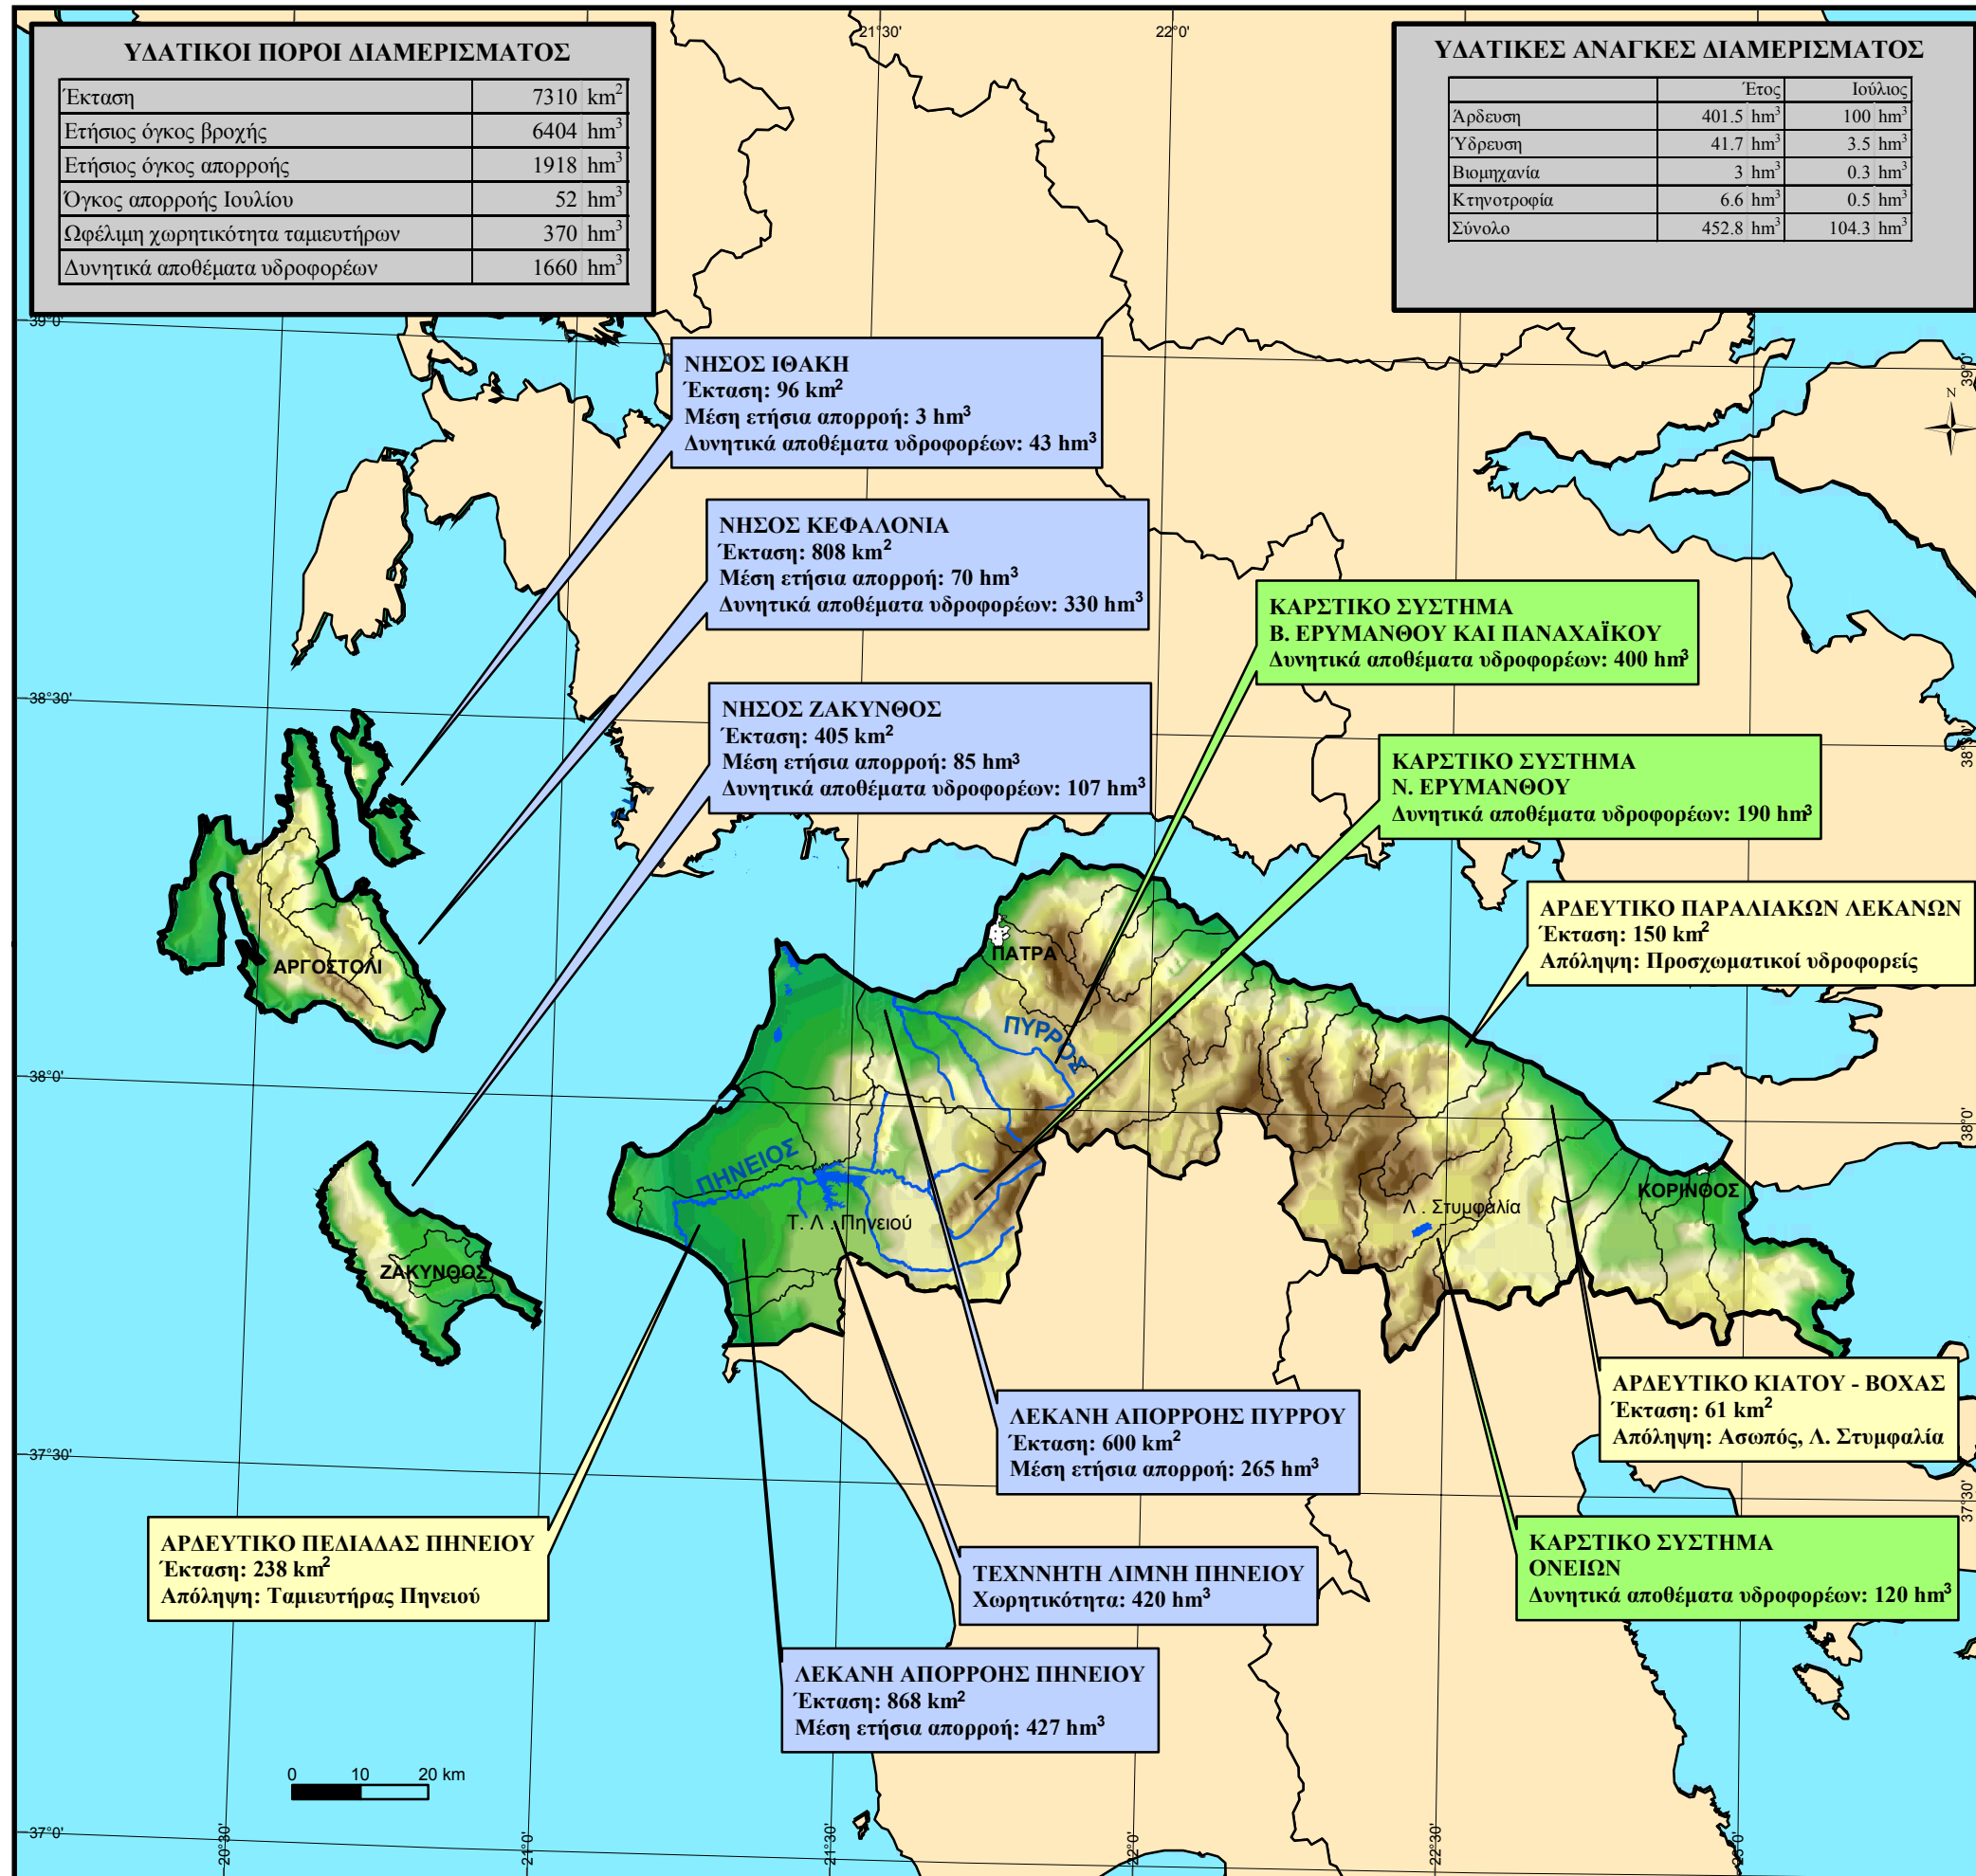 ΥΔΑΤΙΚΟΙ ΠΟΡΟΙ ΔΙΑΜΕΡΙΣΜΑΤΟΣ
Έκταση 7310 km²
Ετήσιος όγκος βροχής 6404 hm³
Ετήσιος όγκος απορροής 1918 hm³
Όγκος απορροής Ιουλίου 52 hm³
Ωφέλιμη χωρητικότητα ταμιευτήρων 370 hm³
Δυνητικά αποθέματα υδροφορέων 1660 hm³
21°30'
22°0'
ΥΔΑΤΙΚΕΣ ΑΝΑΓΚΕΣ ΔΙΑΜΕΡΙΣΜΑΤΟΣ
Έτος Ιούλιος
Άρδευση 401.5 hm³ 100 hm³
Ύδρευση 41.7 hm³ 3.5 hm³
Βιομηχανία 3 hm³ 0.3 hm³
Κτηνοτροφία 6.6 hm³ 0.5 hm³
Σύνολο 452.8 hm³ 104.3 hm³
39°0'
39°0'
N
ΝΗΣΟΣ ΙΘΑΚΗ
Έκταση: 96 km²
Μέση ετήσια απορροή: 3 hm³
Δυνητικά αποθέματα υδροφορέων: 43 hm³
ΝΗΣΟΣ ΚΕΦΑΛΟΝΙΑ
Έκταση: 808 km²
Μέση ετήσια απορροή: 70 hm³
Δυνητικά αποθέματα υδροφορέων: 330 hm³
ΚΑΡΣΤΙΚΟ ΣΥΣΤΗΜΑ
Β. ΕΡΥΜΑΝΘΟΥ ΚΑΙ ΠΑΝΑΧΑΪΚΟΥ
Δυνητικά αποθέματα υδροφορέων: 400 hm³
38°30'
38°30'
ΝΗΣΟΣ ΖΑΚΥΝΘΟΣ
Έκταση: 405 km²
Μέση ετήσια απορροή: 85 hm³
Δυνητικά αποθέματα υδροφορέων: 107 hm³
ΚΑΡΣΤΙΚΟ ΣΥΣΤΗΜΑ
Ν. ΕΡΥΜΑΝΘΟΥ
Δυνητικά αποθέματα υδροφορέων: 190 hm³
ΑΡΔΕΥΤΙΚΟ ΠΑΡΑΛΙΑΚΩΝ ΛΕΚΑΝΩΝ
Έκταση: 150 km²
Απόληψη: Προσχωματικοί υδροφορείς
ΑΡΓΟΣΤΟΛΙ
ΠΑΤΡΑ
ΠΥΡΡΟΣ
38°0'
38°0'
ΠΗΝΕΙΟΣ
Τ. Λ . Πηνειού
Λ . Στυμφαλία
ΚΟΡΙΝΘΟΣ
ΖΑΚΥΝΘΟΣ
ΑΡΔΕΥΤΙΚΟ ΚΙΑΤΟΥ - ΒΟΧΑΣ
Έκταση: 61 km²
Απόληψη: Ασωπός, Λ. Στυμφαλία
ΛΕΚΑΝΗ ΑΠΟΡΡΟΗΣ ΠΥΡΡΟΥ
Έκταση: 600 km²
Μέση ετήσια απορροή: 265 hm³
37°30'
37°30'
ΑΡΔΕΥΤΙΚΟ ΠΕΔΙΑΔΑΣ ΠΗΝΕΙΟΥ
Έκταση: 238 km²
Απόληψη: Ταμιευτήρας Πηνειού
ΤΕΧΝΝΗΤΗ ΛΙΜΝΗ ΠΗΝΕΙΟΥ
Χωρητικότητα: 420 hm³
ΚΑΡΣΤΙΚΟ ΣΥΣΤΗΜΑ
ΟΝΕΙΩΝ
Δυνητικά αποθέματα υδροφορέων: 120 hm³
ΛΕΚΑΝΗ ΑΠΟΡΡΟΗΣ ΠΗΝΕΙΟΥ
Έκταση: 868 km²
Μέση ετήσια απορροή: 427 hm³
0 10 20 km
37°0'
20°30'
21°0'
21°30'
22°0'
22°30'
23°0'